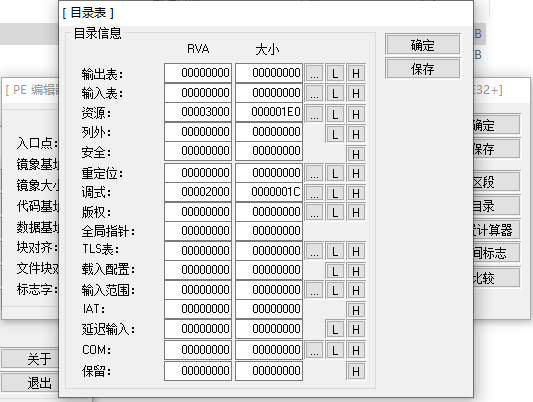 [ 目录表 ]
目录信息
RVA 大小
输出表: 00000000 00000000 ... L H
输入表: 00000000 00000000 ... L H
资源: 00003000 000001E0 ... L H
列外: 00000000 00000000 L H
安全: 00000000 00000000 H
重定位: 00000000 00000000 ... L H
调式: 00002000 0000001C ... L H
版权: 00000000 00000000 ... L H
全局指针: 00000000 00000000
TLS表: 00000000 00000000 ... L H
载入配置: 00000000 00000000 L H
输入范围: 00000000 00000000 ... L H
IAT: 00000000 00000000 H
延迟输入: 00000000 00000000 L H
COM: 00000000 00000000 ... L H
保留: 00000000 00000000 H
确定
保存
B
B
[ PE 编辑
E32+]
入口点:
镜象基址
镜象大小
代码基址
数据基址
块对齐:
文件块对
标志字:
确定
保存
区段
目录
计算器
间标志
比较
关于
退出